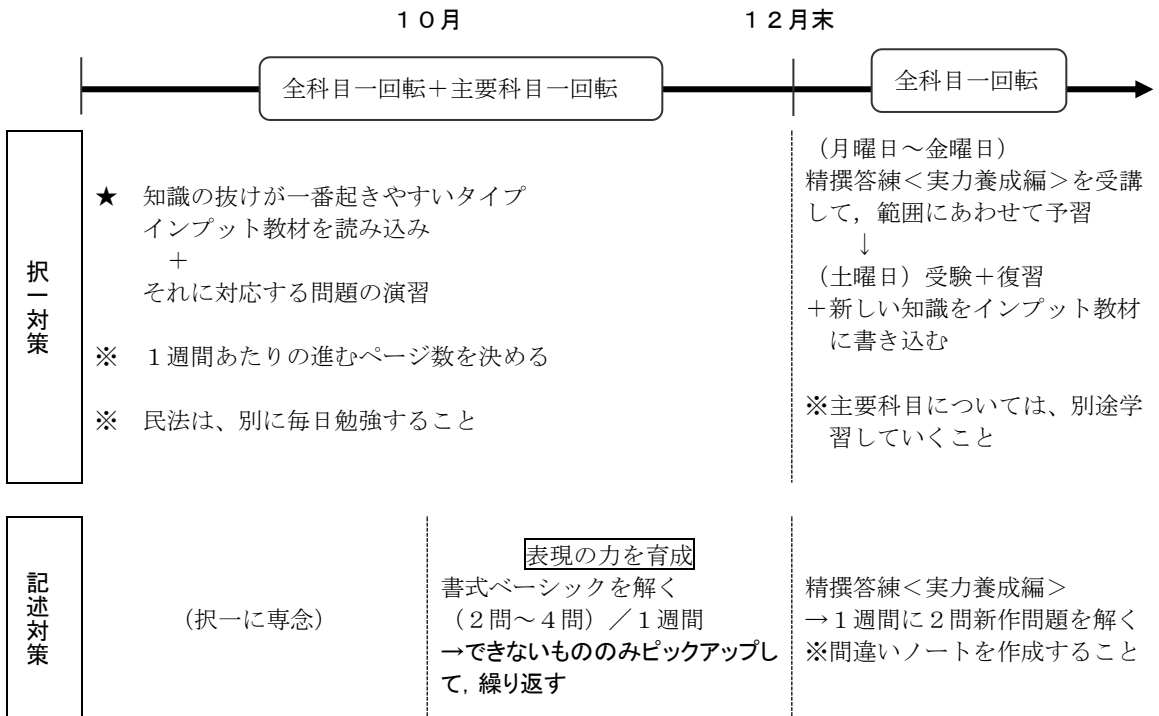 １０月
１２月末
全科目一回転＋主要科目一回転
全科目一回転
択一対策
★　知識の抜けが一番起きやすいタイプ
インプット教材を読み込み
＋
それに対応する問題の演習
※　１週間あたりの進むページ数を決める
※　民法は、別に毎日勉強すること
（月曜日～金曜日）
精撰答練＜実力養成編＞を受講
して，範囲にあわせて予習
↓
（土曜日）受験＋復習
＋新しい知識をインプット教材
に書き込む
※主要科目については、別途学
習していくこと
記述対策
（択一に専念）
表現の力を育成
書式ベーシックを解く
（２問～４問）／１週間
→できないもののみピックアップし
て，繰り返す
精撰答練＜実力養成編＞
→１週間に２問新作問題を解く
※間違いノートを作成すること